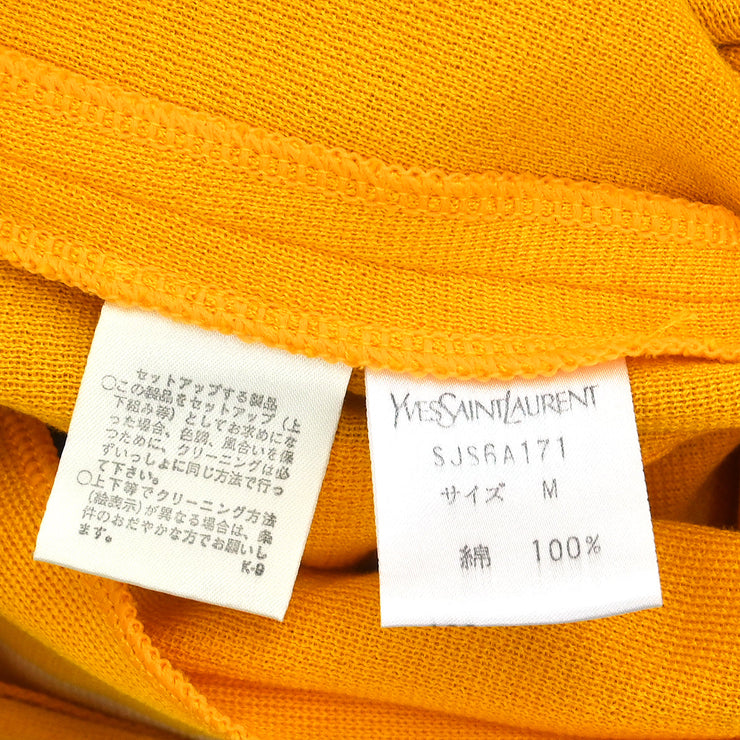 セットアップする製品
○この製品をセットアップ(上
下組み等)としてお求めにな
った場合、色調、風合いを保
つために、クリーニングは必
ずいっしょに同じ方法で行っ
て下さい。
○上下等でクリーニング方法
(絵表示)が異なる場合は、条
件のおだやかな方でお願いし
ます。
K-9
YVESSAINTLAURENT
SJS6A171
サイズ M
綿 100%